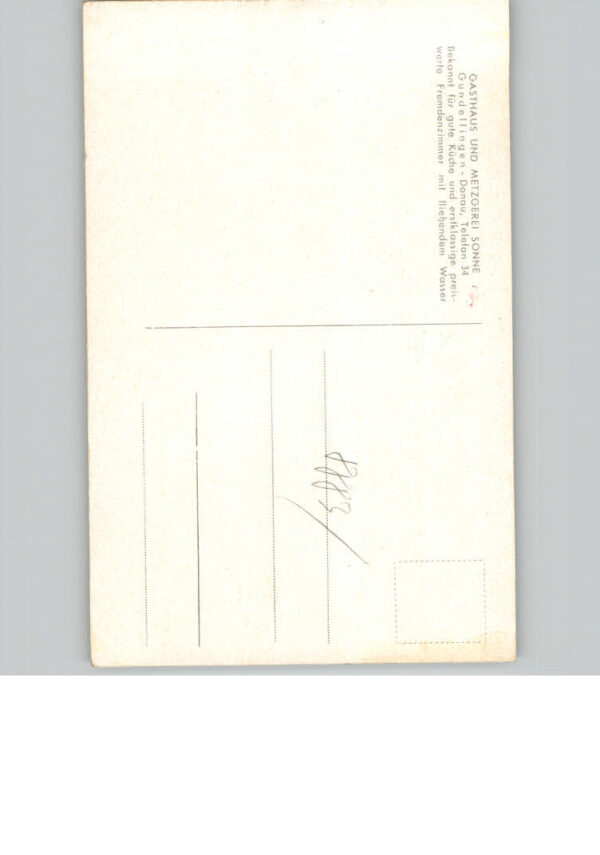 GASTHAUS UND METZGEREI SONNE
Gundelfingen-Donau, Telefon 34
Bekannt für gute Küche und erstklassige preis-
werte Fremdenzimmer mit fließendem Wasser